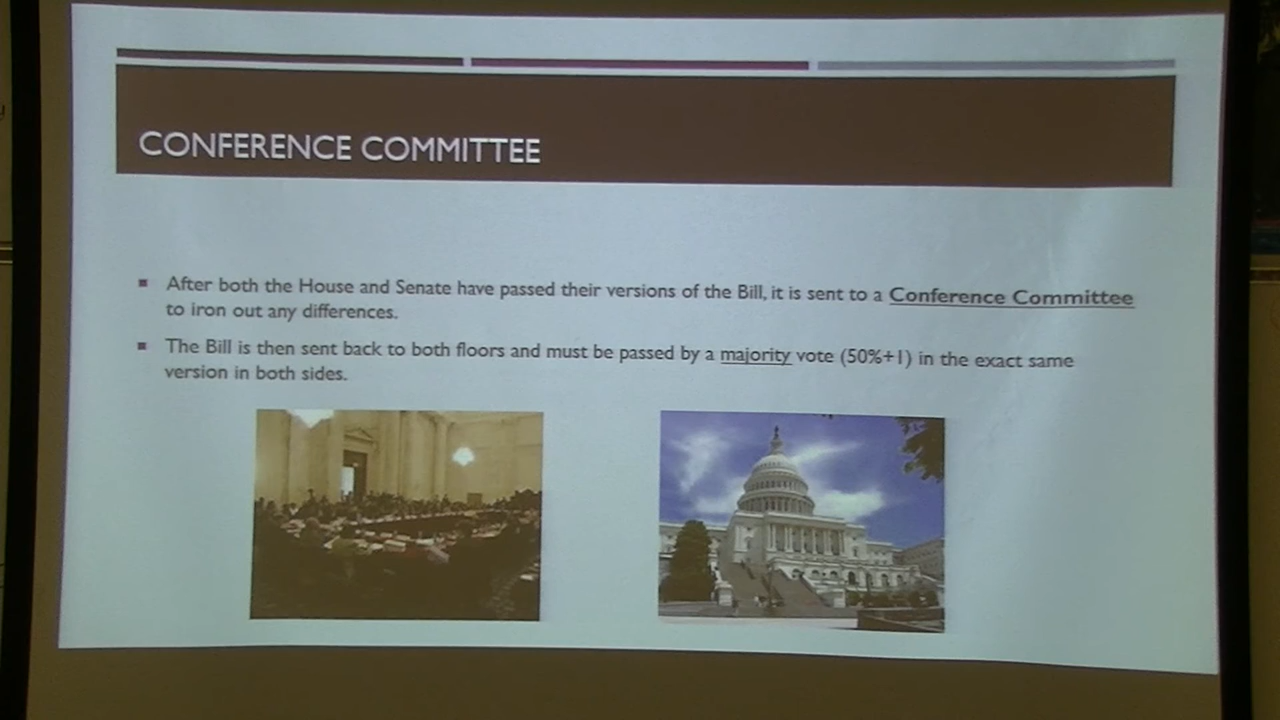 CONFERENCE COMMITTEE
After both the House and Senate have passed their versions of the Bill, it is sent to a Conference Committee
to iron out any differences.
The Bill is then sent back to both floors and must be passed by a majority vote (50%+1) in the exact same
version in both sides.